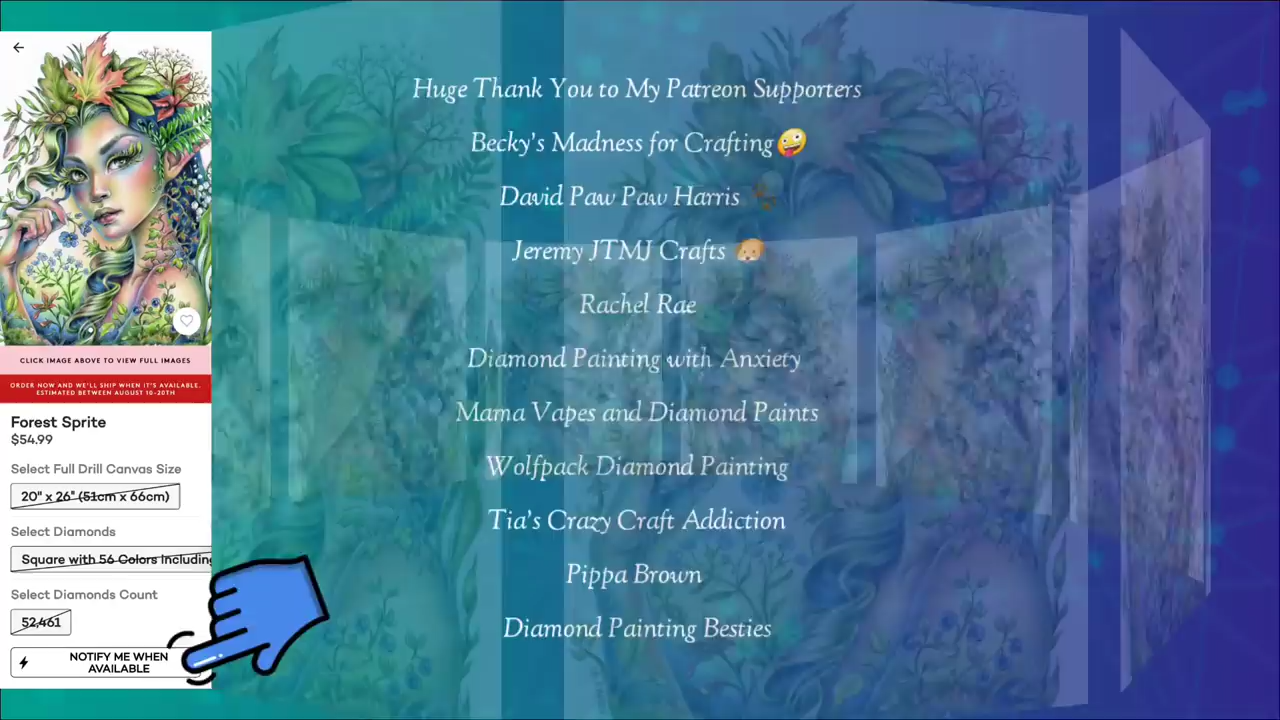 CLICK IMAGE ABOVE TO VIEW FULL IMAGES
ORDER NOW AND WE'LL SHIP WHEN IT'S AVAILABLE.
ESTIMATED BETWEEN AUGUST 10-20TH
Forest Sprite
$54.99
Select Full Drill Canvas Size
20" x 26" (51cm x 66cm)
Select Diamonds
Square with 56 Colors Including
Select Diamonds Count
52,461
NOTIFY ME WHEN
AVAILABLE
Huge Thank You to My Patreon Supporters
Becky's Madness for Crafting🤪
David Paw Paw Harris
Jeremy JTMJ Crafts
Rachel Rae
Diamond Painting with Anxiety
Mama Vapes and Diamond Paints
Wolfpack Diamond Painting
Tia's Crazy Craft Addiction
Pippa Brown
Diamond Painting Besties